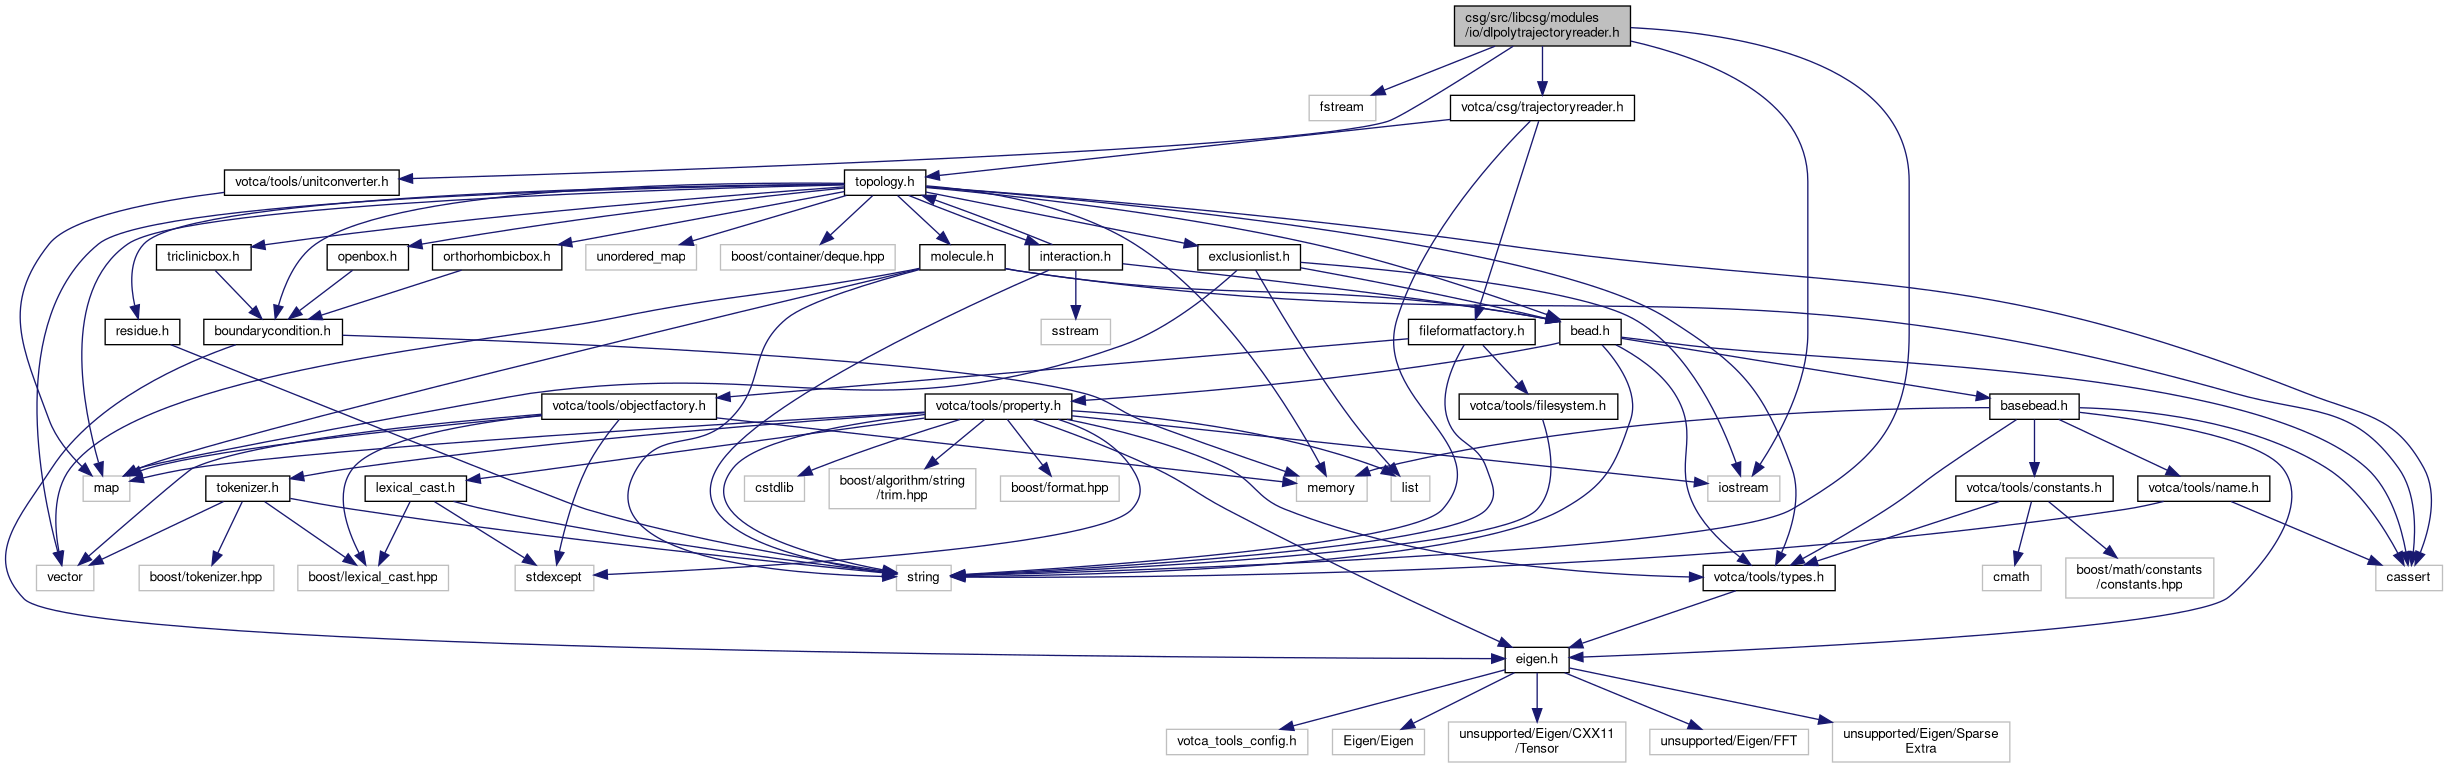 csg/src/libcsg/modules
/io/dlpolytrajectoryreader.h
fstream
votca/csg/trajectoryreader.h
votca/tools/unitconverter.h
topology.h
triclinicbox.h
openbox.h
orthorhombicbox.h
unordered_map
boost/container/deque.hpp
molecule.h
interaction.h
exclusionlist.h
residue.h
boundarycondition.h
sstream
fileformatfactory.h
bead.h
votca/tools/objectfactory.h
votca/tools/property.h
votca/tools/filesystem.h
basebead.h
map
tokenizer.h
lexical_cast.h
cstdlib
boost/algorithm/string
/trim.hpp
boost/format.hpp
memory
list
iostream
votca/tools/constants.h
votca/tools/name.h
vector
boost/tokenizer.hpp
boost/lexical_cast.hpp
stdexcept
string
votca/tools/types.h
cmath
boost/math/constants
/constants.hpp
cassert
eigen.h
votca_tools_config.h
Eigen/Eigen
unsupported/Eigen/CXX11
/Tensor
unsupported/Eigen/FFT
unsupported/Eigen/Sparse
Extra